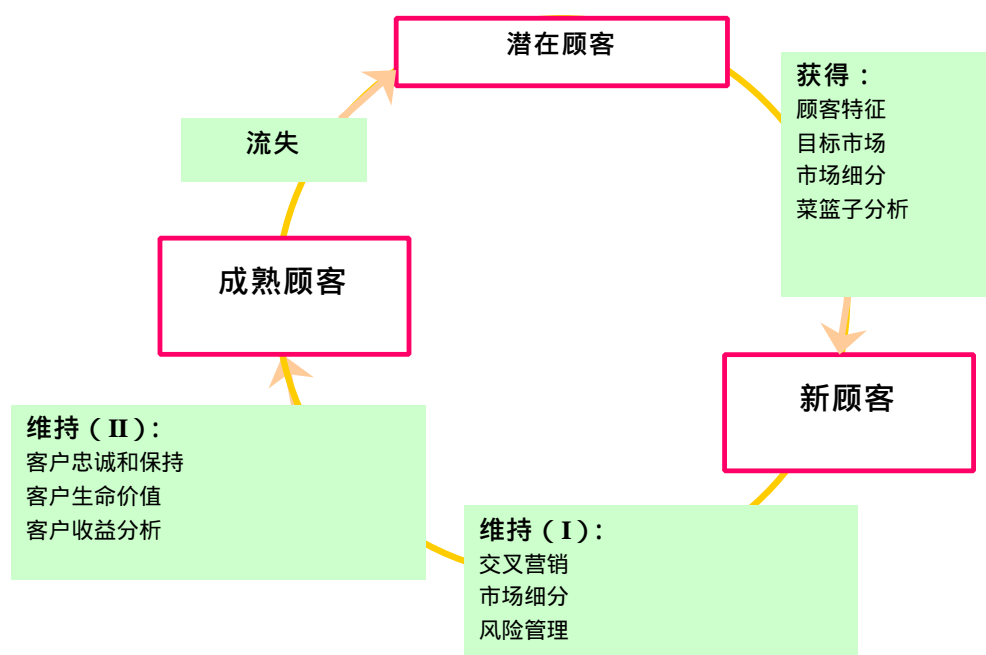 潜在顾客
获得：
顾客特征
目标市场
市场细分
菜篮子分析
流失
成熟顾客
新顾客
维持（II）：
客户忠诚和保持
客户生命价值
客户收益分析
维持（I）：
交叉营销
市场细分
风险管理